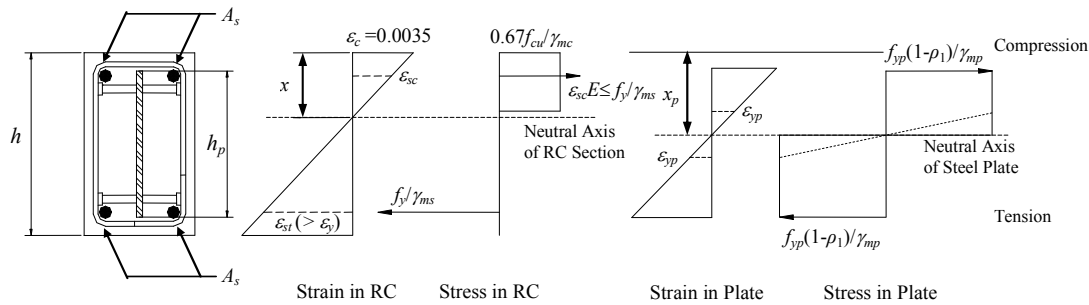 A_s
h
h_p
A_s
ε_c =0.0035
ε_sc
x
ε_st (> ε_y)
Strain in RC
0.67f_cu/γ_mc
ε_sc E≤ f_y/γ_ms
Neutral Axis
of RC Section
f_y/γ_ms
Stress in RC
x_p
ε_yp
ε_yp
Strain in Plate
f_yp(1-ρ_1)/γ_mp
Compression
Neutral Axis
of Steel Plate
Tension
f_yp(1-ρ_1)/γ_mp
Stress in Plate